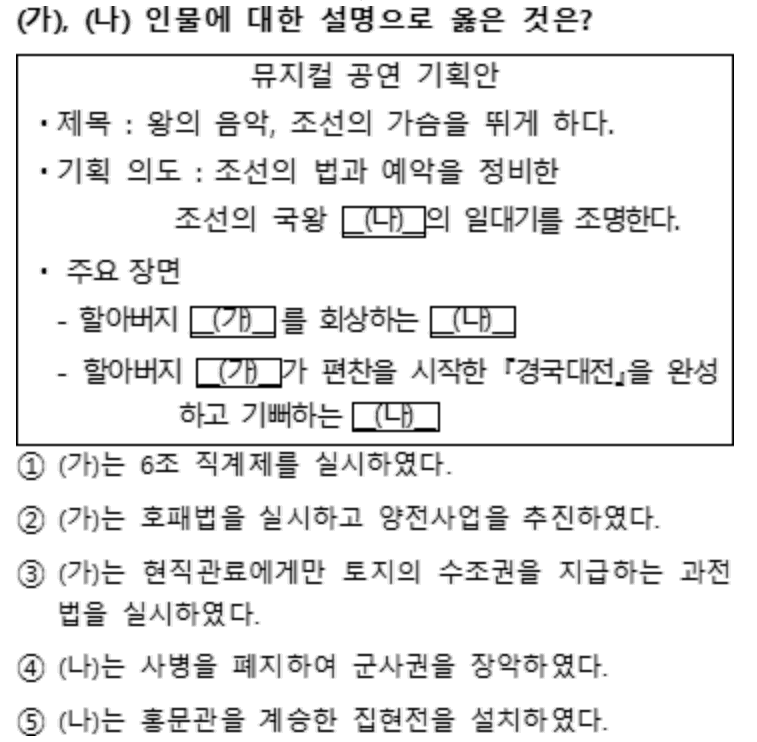 (가), (나) 인물에 대한 설명으로 옳은 것은?
뮤지컬 공연 기획안
・제목 : 왕의 음악, 조선의 가슴을 뛰게 하다.
・기획 의도 : 조선의 법과 예악을 정비한
조선의 국왕 (나) 의 일대기를 조명한다.
・ 주요 장면
- 할아버지 (가) 를 회상하는 (나)
- 할아버지 (가) 가 편찬을 시작한 『경국대전』을 완성
하고 기뻐하는 (나)
① (가)는 6조 직계제를 실시하였다.
② (가)는 호패법을 실시하고 양전사업을 추진하였다.
③ (가)는 현직관료에게만 토지의 수조권을 지급하는 과전
법을 실시하였다.
④ (나)는 사병을 폐지하여 군사권을 장악하였다.
⑤ (나)는 홍문관을 계승한 집현전을 설치하였다.